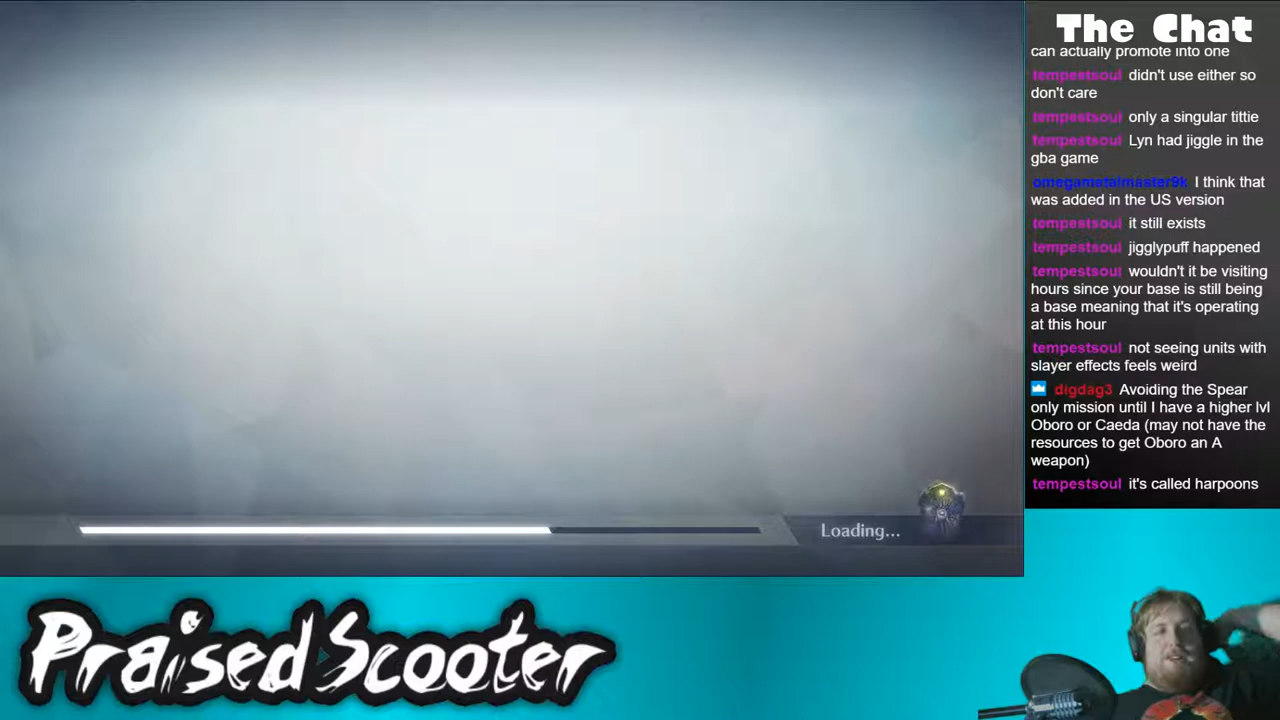 The Chat
can actually promote into one
tempestsoul didn't use either so
don't care
tempestsoul only a singular tittie
tempestsoul Lyn had jiggle in the
gba game
omegametalmaster9k I think that
was added in the US version
tempestsoul it still exists
tempestsoul jigglypuff happened
tempestsoul wouldn't it be visiting
hours since your base is still being
a base meaning that it's operating
at this hour
tempestsoul not seeing units with
slayer effects feels weird
digdag3 Avoiding the Spear
only mission until I have a higher lvl
Oboro or Caeda (may not have the
resources to get Oboro an A
weapon)
tempestsoul it's called harpoons
Loading...
PraisedScooter